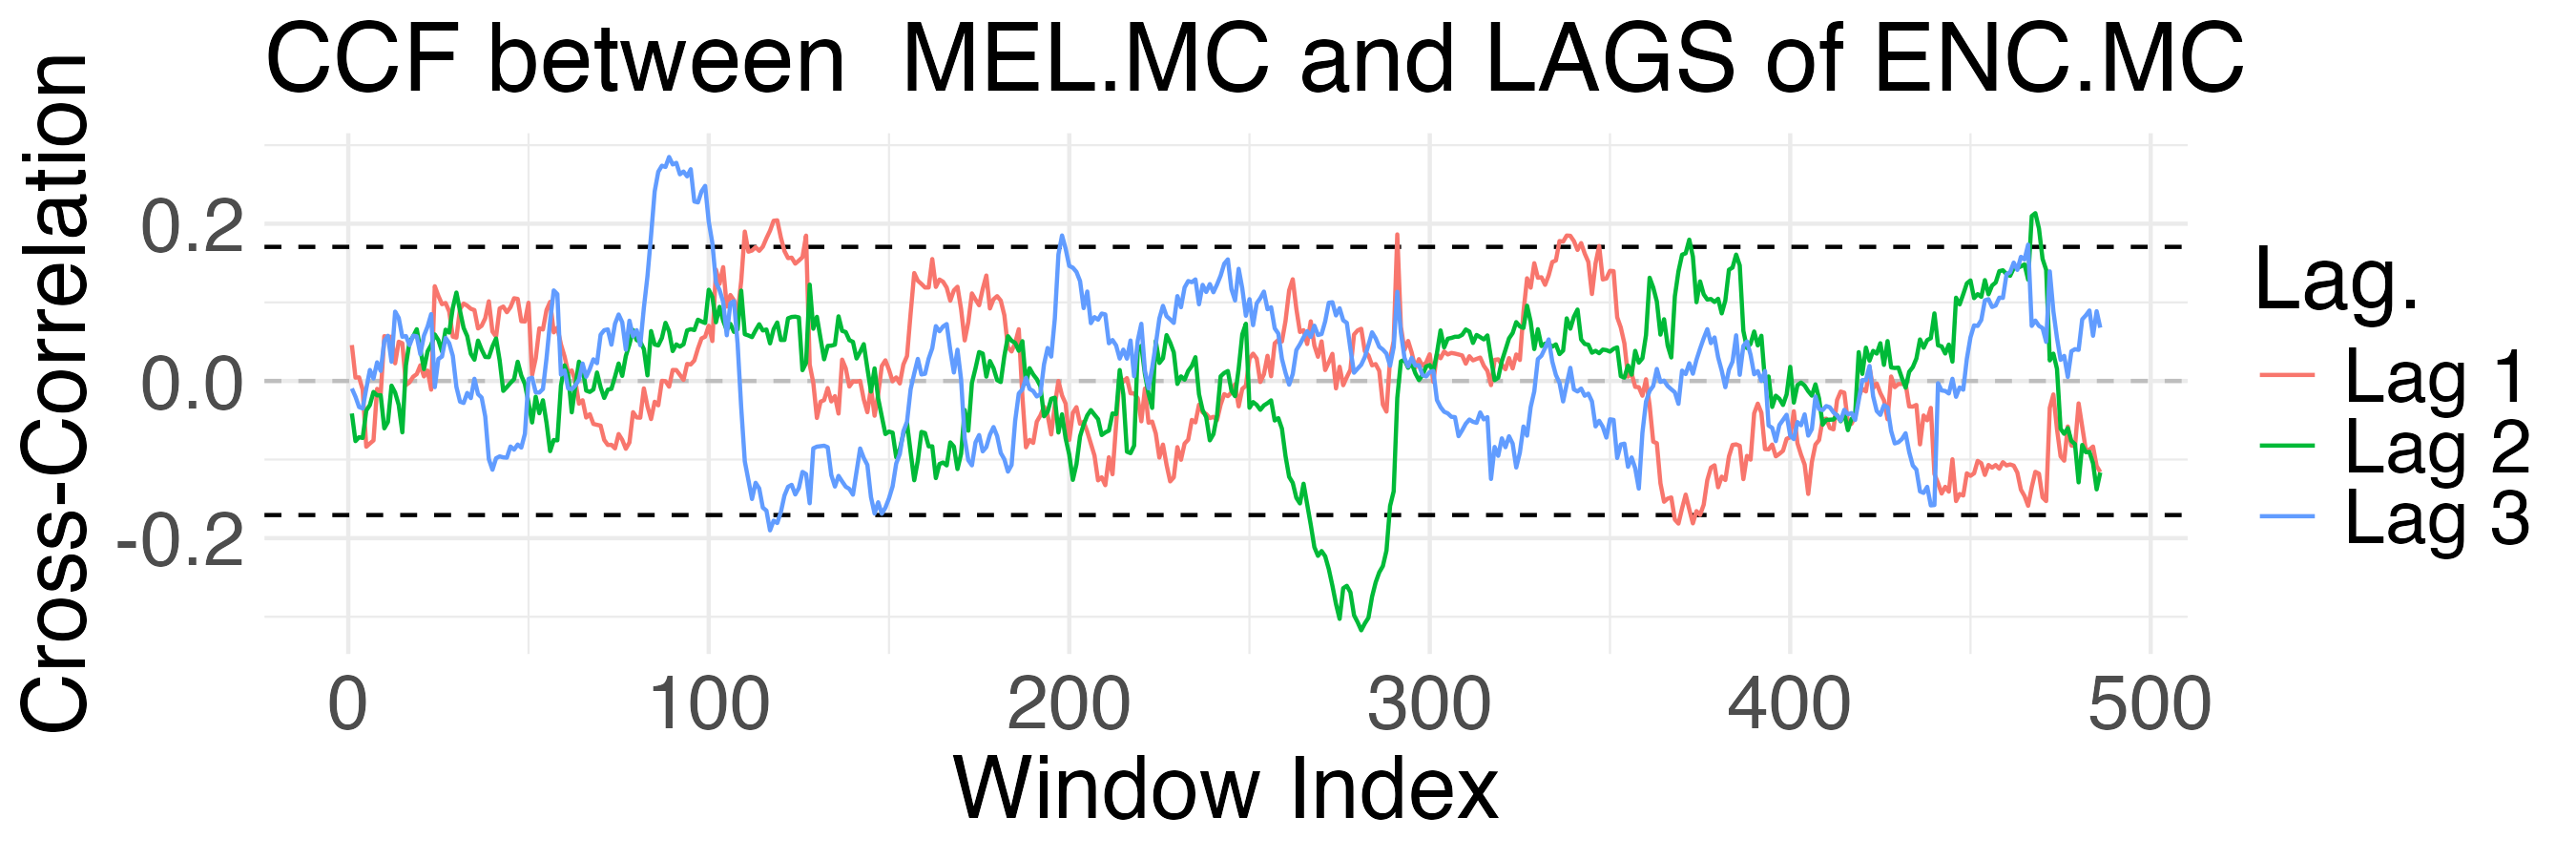 CCF between  MEL.MC and LAGS of ENC.MC
Cross-Correlation
0.2
0.0
-0.2
0 100 200 300 400 500
Window Index
Lag.
Lag 1
Lag 2
Lag 3